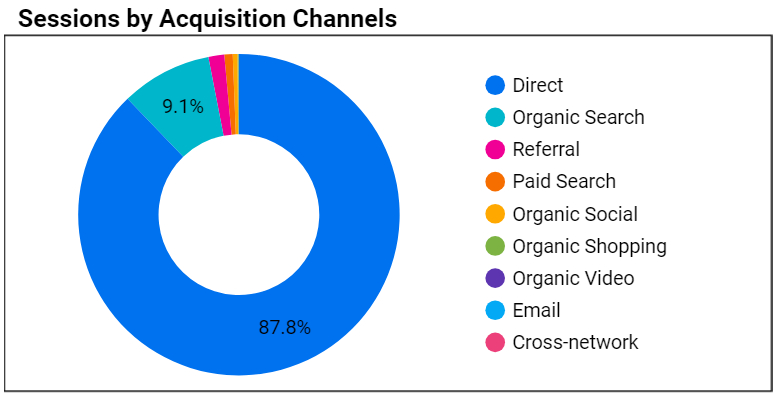 Sessions by Acquisition Channels
9.1%
87.8%
Direct
Organic Search
Referral
Paid Search
Organic Social
Organic Shopping
Organic Video
Email
Cross-network